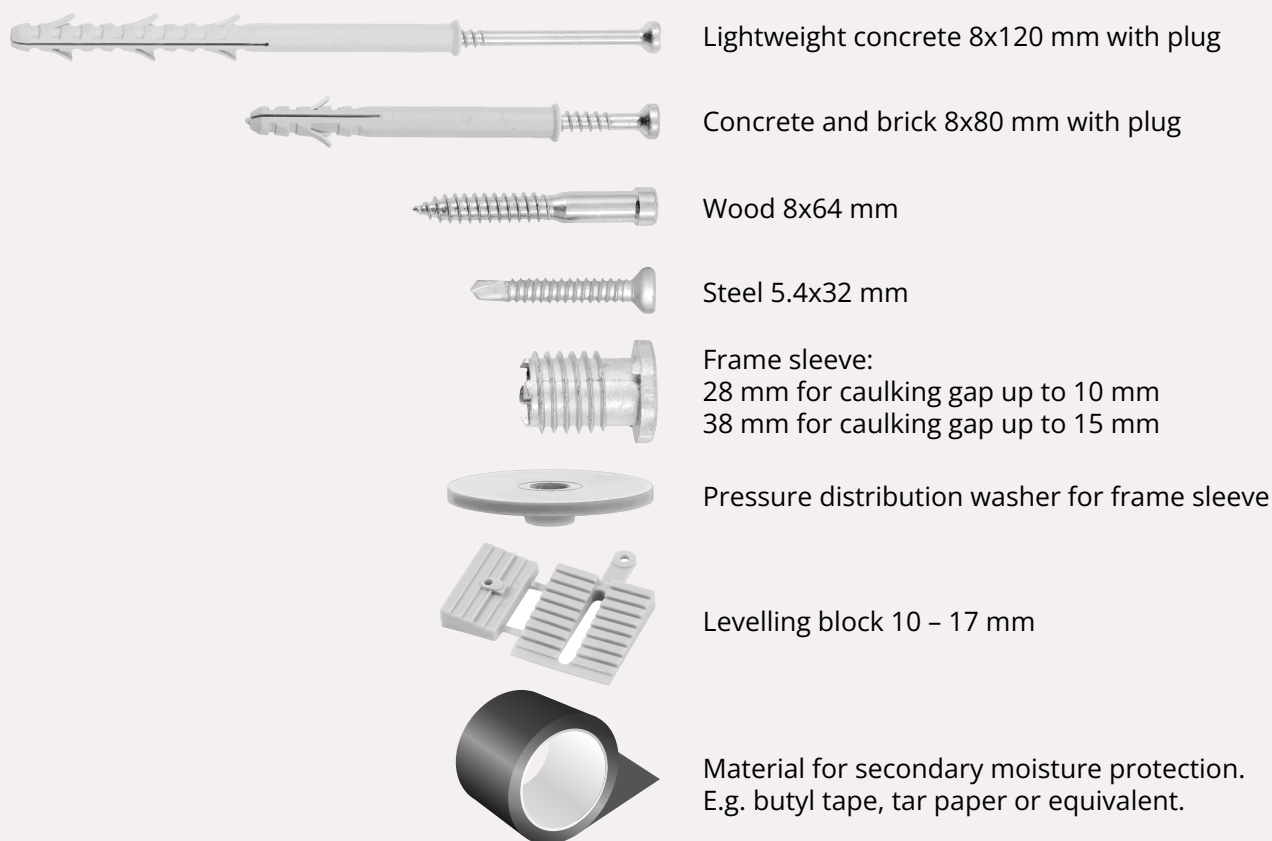 Lightweight concrete 8x120 mm with plug
Concrete and brick 8x80 mm with plug
Wood 8x64 mm
Steel 5.4x32 mm
Frame sleeve:
28 mm for caulking gap up to 10 mm
38 mm for caulking gap up to 15 mm
Pressure distribution washer for frame sleeve
Levelling block 10 – 17 mm
Material for secondary moisture protection.
E.g. butyl tape, tar paper or equivalent.